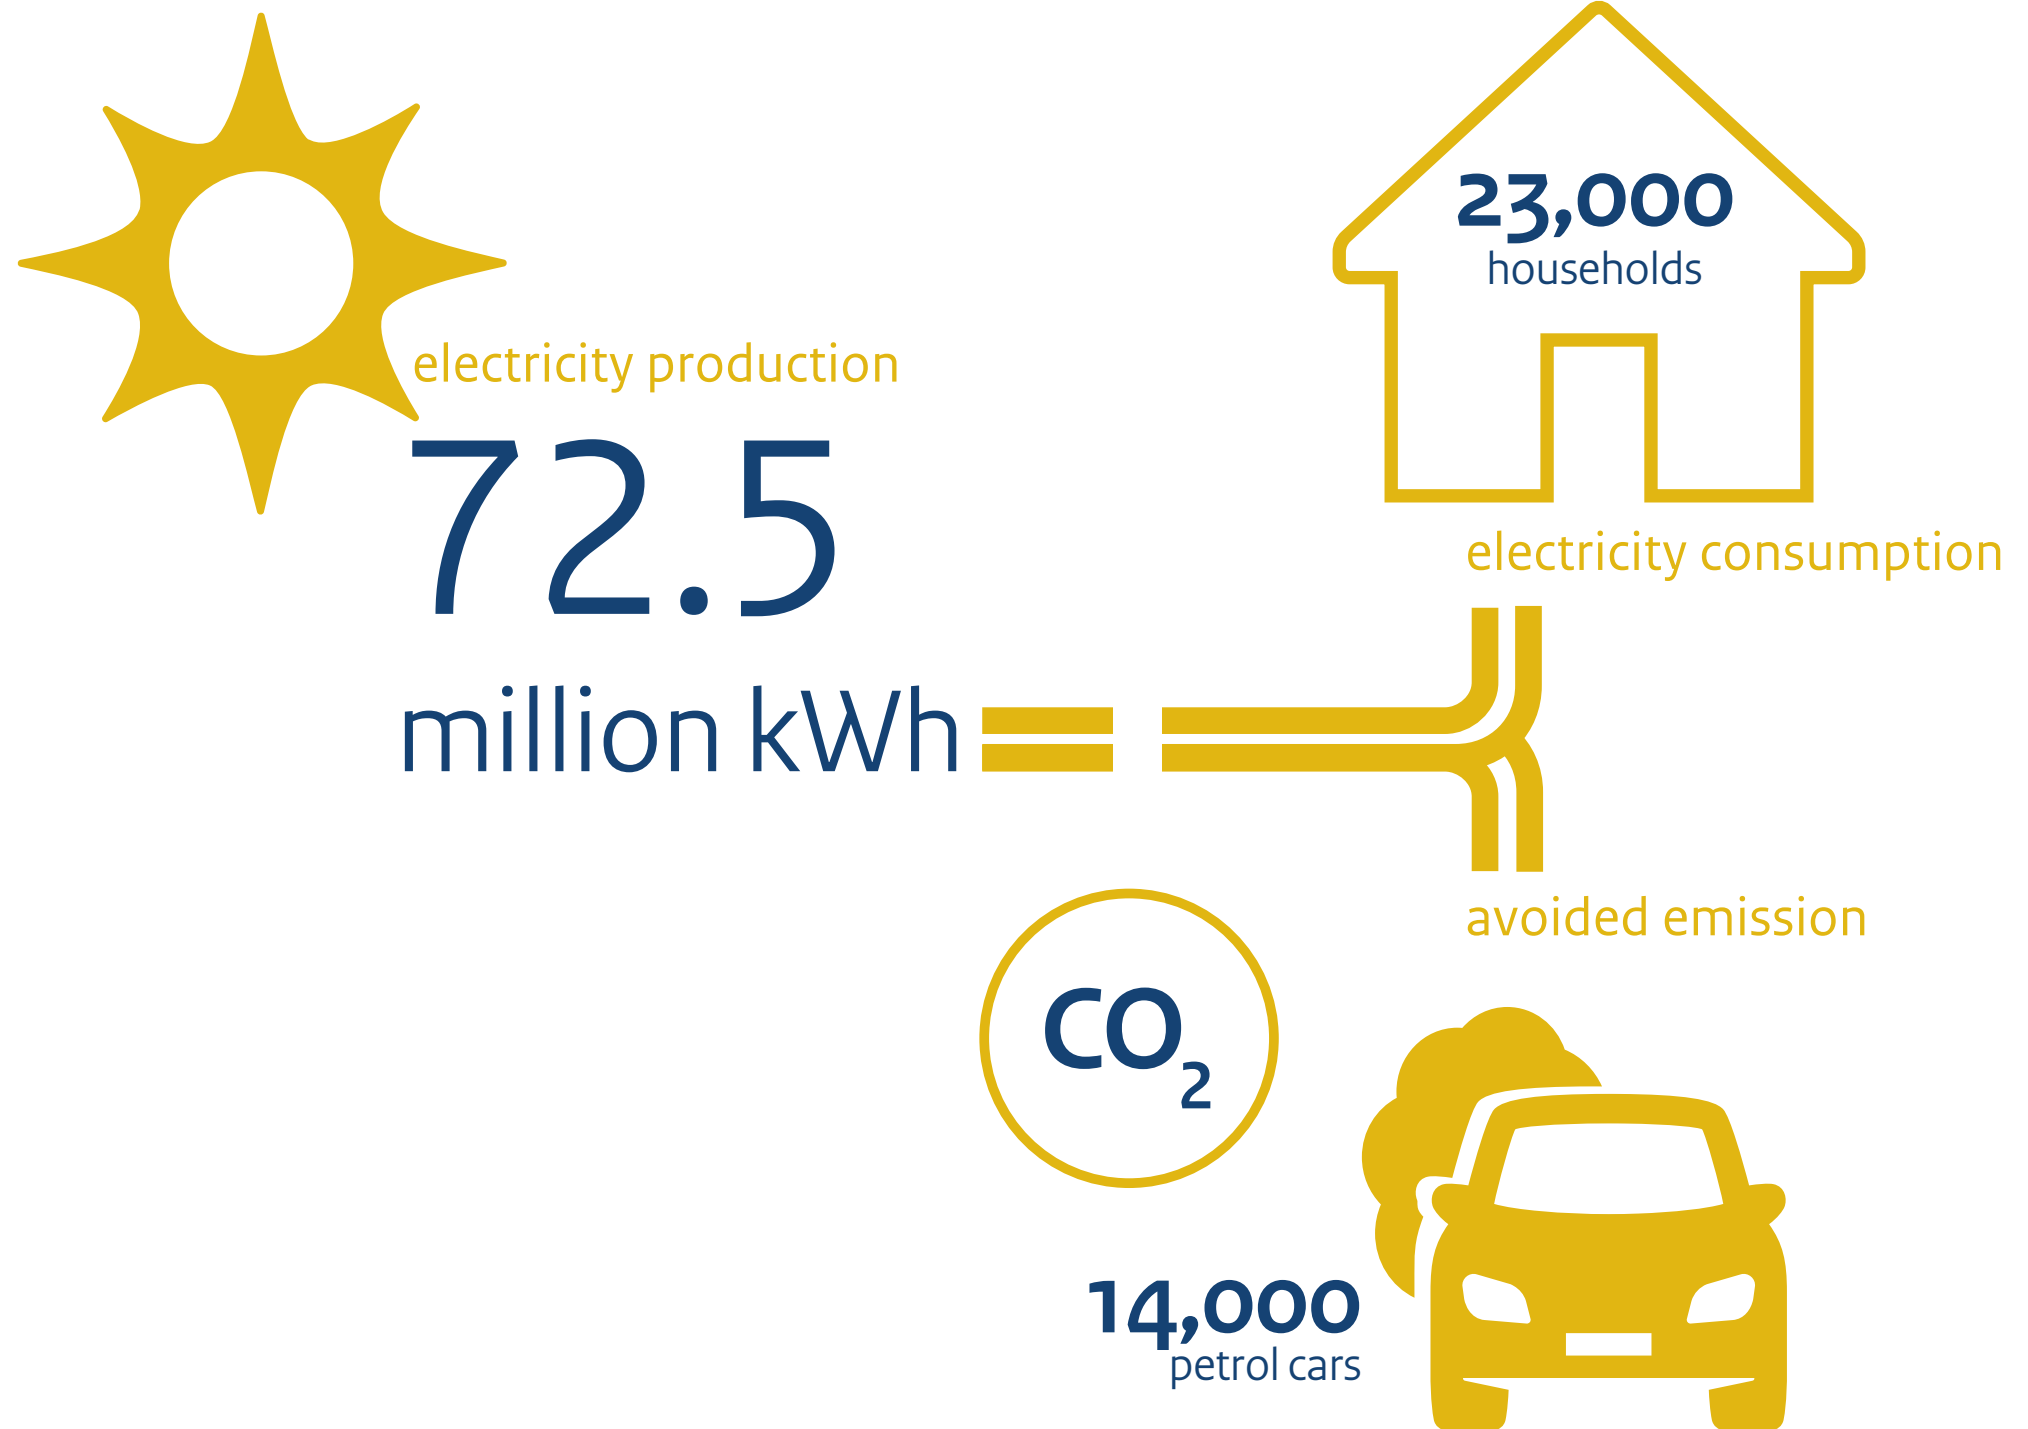 electricity production
72.5
million kWh
23,000
households
electricity consumption
avoided emission
CO₂
14,000
petrol cars